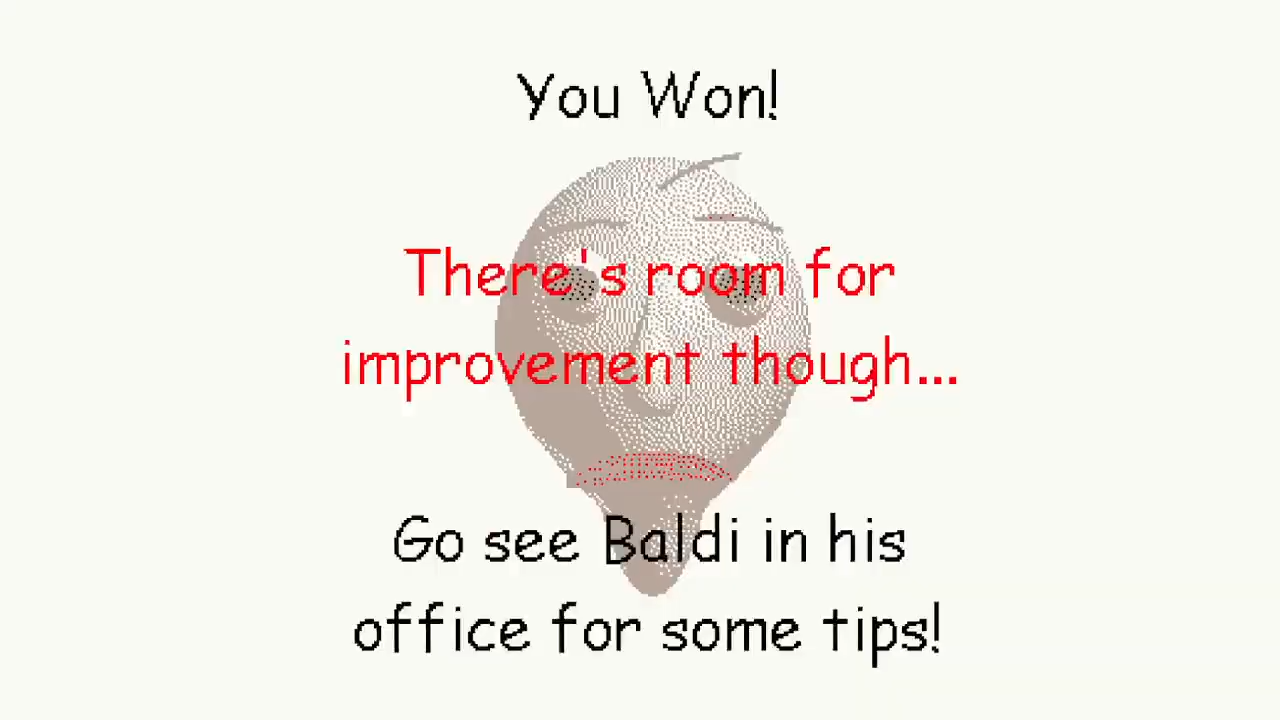 You Won!
There's room for
improvement though...
Go see Baldi in his
office for some tips!